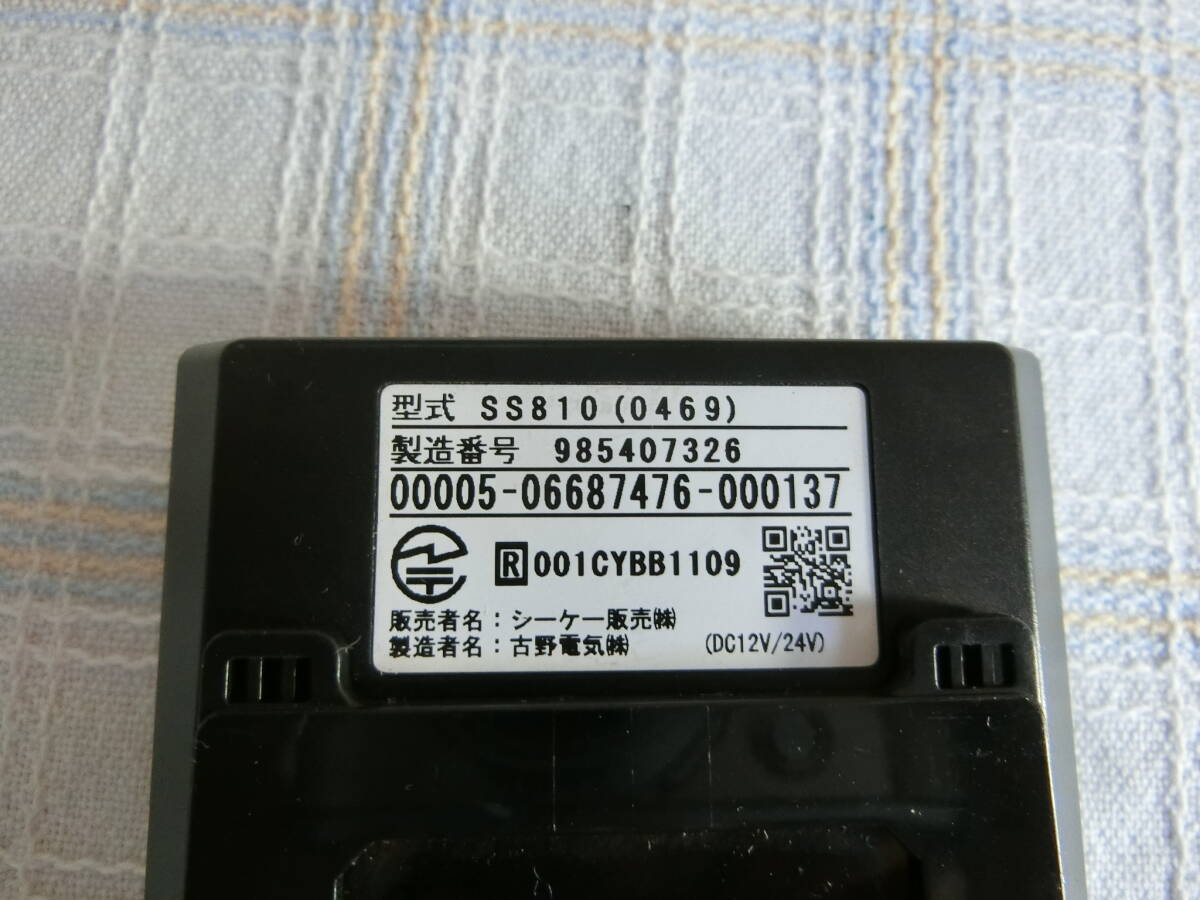 型式 SS810(0469)
製造番号 985407326
00005-06687476-000137
R 001CYBB1109
販売者名：シーケー販売㈱
製造者名：古野電気㈱ (DC12V/24V)